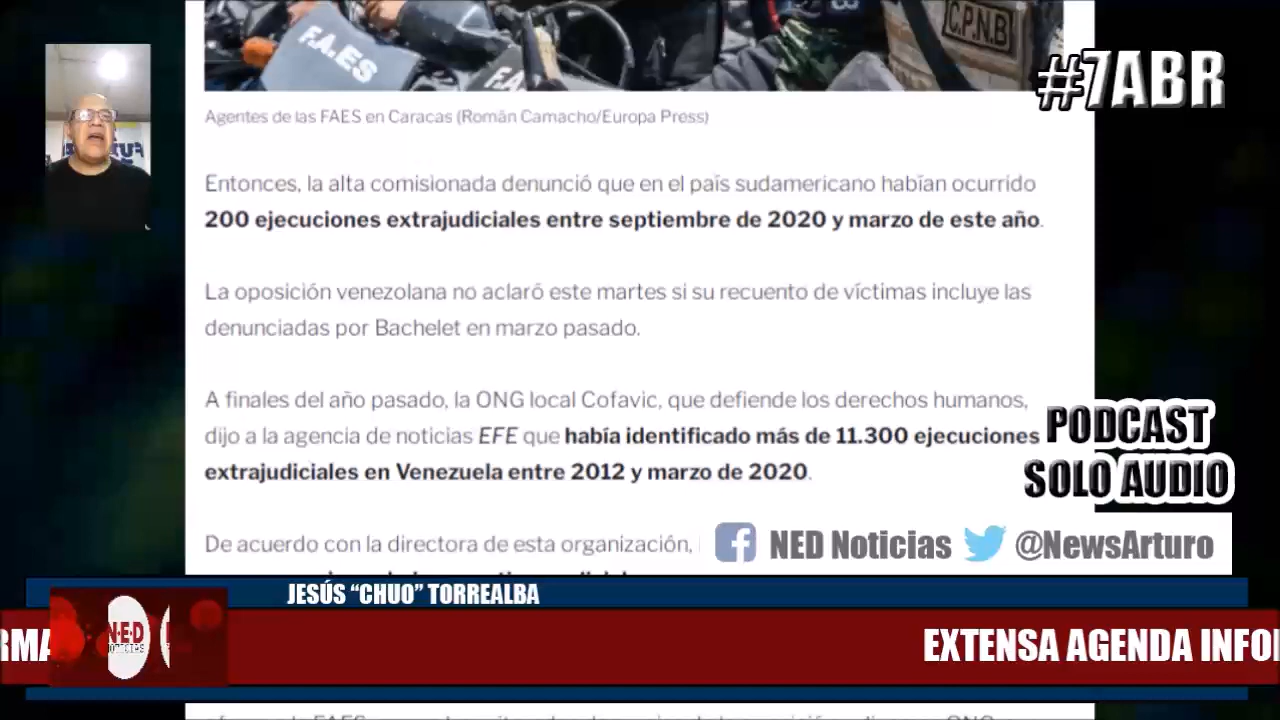 F.A.ES
F.A
C.P.N.B
#7ABR
Agentes de las FAES en Caracas (Román Camacho/Europa Press)
Entonces, la alta comisionada denunció que en el país sudamericano habían ocurrido
200 ejecuciones extrajudiciales entre septiembre de 2020 y marzo de este año.
La oposición venezolana no aclaró este martes si su recuento de víctimas incluye las
denunciadas por Bachelet en marzo pasado.
A finales del año pasado, la ONG local Cofavic, que defiende los derechos humanos,
dijo a la agencia de noticias EFE que había identificado más de 11.300 ejecuciones
extrajudiciales en Venezuela entre 2012 y marzo de 2020.
PODCAST
SOLO AUDIO
De acuerdo con la directora de esta organización,
NED Noticias @NewsArturo
JESÚS “CHUO” TORREALBA
RMA
N·E·D
NOTICIAS
EXTENSA AGENDA INFO